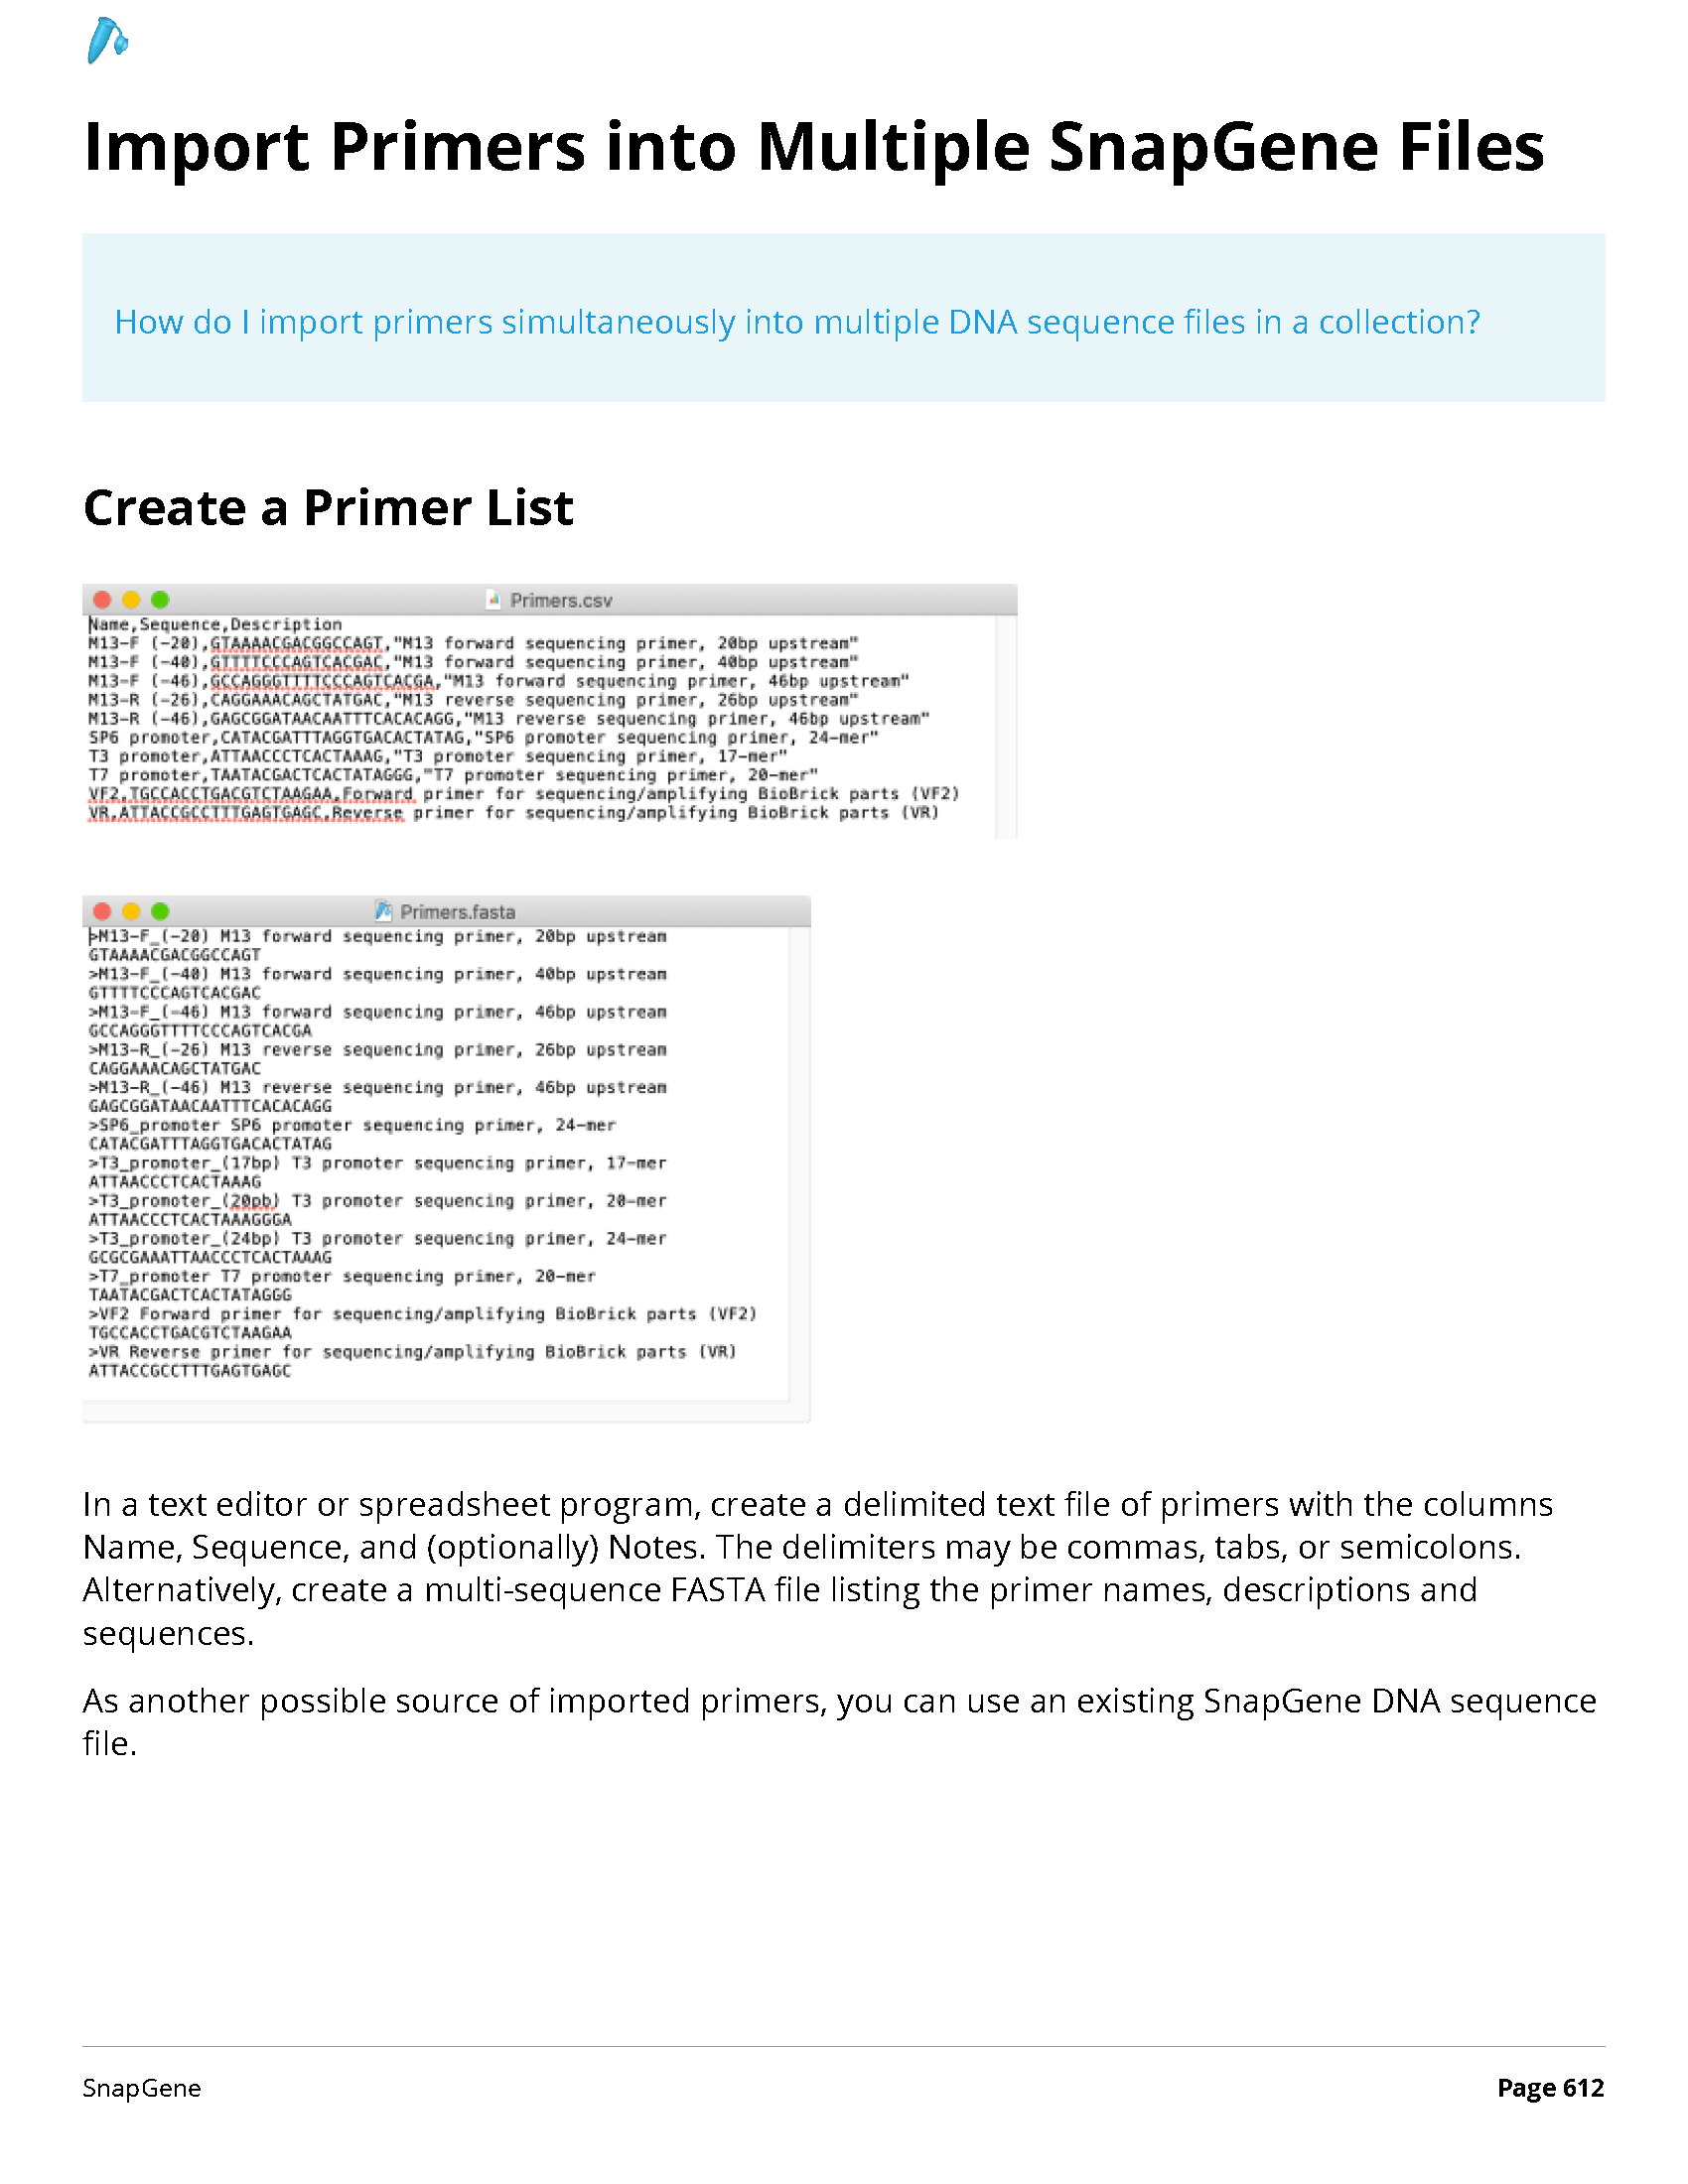 Import Primers into Multiple SnapGene Files
How do I import primers simultaneously into multiple DNA sequence files in a collection?
Create a Primer List
Primers.csv
Name,Sequence,Description
M13-F (-20),GTAAAACGACGGCCAGT,"M13 forward sequencing primer, 20bp upstream"
M13-F (-40),GTTTTCCCAGTCACGAC,"M13 forward sequencing primer, 40bp upstream"
M13-F (-46),GCCAGGGTTTTCCCAGTCACGA,"M13 forward sequencing primer, 46bp upstream"
M13-R (-26),CAGGAAACAGCTATGAC,"M13 reverse sequencing primer, 26bp upstream"
M13-R (-46),GAGCGGATAACAATTTCACACAGG,"M13 reverse sequencing primer, 46bp upstream"
SP6 promoter,CATACGATTTAGGTGACACTATAG,"SP6 promoter sequencing primer, 24-mer"
T3 promoter,ATTAACCCTCACTAAAG,"T3 promoter sequencing primer, 17-mer"
T7 promoter,TAATACGACTCACTATAGGG,"T7 promoter sequencing primer, 20-mer"
VF2,TGCCACCTGACGTCTAAGAA,Forward primer for sequencing/amplifying BioBrick parts (VF2)
VR,ATTACCGCCTTTGAGTGAGC,Reverse primer for sequencing/amplifying BioBrick parts (VR)
Primers.fasta
>M13-F_(-20) M13 forward sequencing primer, 20bp upstream
GTAAAACGACGGCCAGT
>M13-F_(-40) M13 forward sequencing primer, 40bp upstream
GTTTTCCCAGTCACGAC
>M13-F_(-46) M13 forward sequencing primer, 46bp upstream
GCCAGGGTTTTCCCAGTCACGA
>M13-R_(-26) M13 reverse sequencing primer, 26bp upstream
CAGGAAACAGCTATGAC
>M13-R_(-46) M13 reverse sequencing primer, 46bp upstream
GAGCGGATAACAATTTCACACAGG
>SP6_promoter SP6 promoter sequencing primer, 24-mer
CATACGATTTAGGTGACACTATAG
>T3_promoter_(17bp) T3 promoter sequencing primer, 17-mer
ATTAACCCTCACTAAAG
>T3_promoter_(20pb) T3 promoter sequencing primer, 20-mer
ATTAACCCTCACTAAAGGGA
>T3_promoter_(24bp) T3 promoter sequencing primer, 24-mer
GCGCGAAATTAACCCTCACTAAAG
>T7_promoter T7 promoter sequencing primer, 20-mer
TAATACGACTCACTATAGGG
>VF2 Forward primer for sequencing/amplifying BioBrick parts (VF2)
TGCCACCTGACGTCTAAGAA
>VR Reverse primer for sequencing/amplifying BioBrick parts (VR)
ATTACCGCCTTTGAGTGAGC
In a text editor or spreadsheet program, create a delimited text file of primers with the columns
Name, Sequence, and (optionally) Notes. The delimiters may be commas, tabs, or semicolons.
Alternatively, create a multi-sequence FASTA file listing the primer names, descriptions and
sequences.
As another possible source of imported primers, you can use an existing SnapGene DNA sequence
file.
SnapGene
Page 612